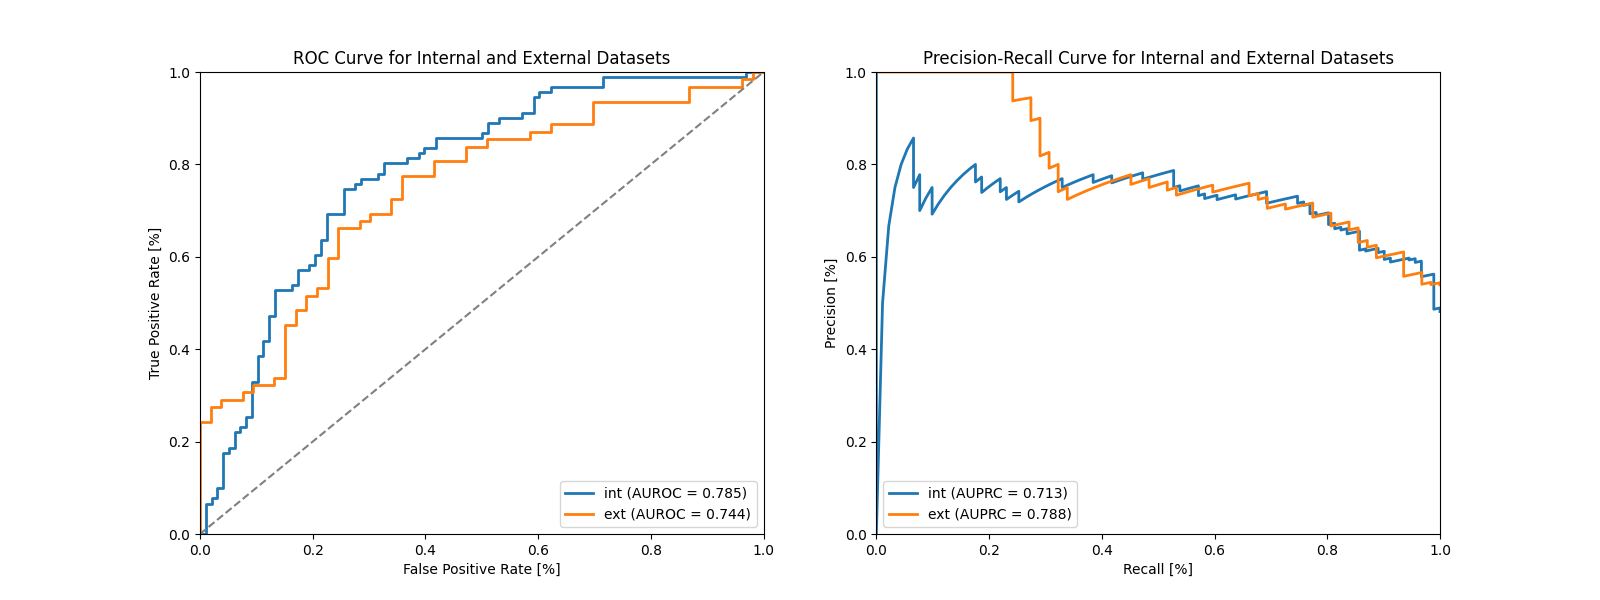 ROC Curve for Internal and External Datasets
1.0
0.8
0.6
0.4
0.2
0.0
True Positive Rate [%]
int (AUROC = 0.785)
ext (AUROC = 0.744)
0.0 0.2 0.4 0.6 0.8 1.0
False Positive Rate [%]
Precision-Recall Curve for Internal and External Datasets
1.0
0.8
0.6
0.4
0.2
0.0
Precision [%]
int (AUPRC = 0.713)
ext (AUPRC = 0.788)
0.0 0.2 0.4 0.6 0.8 1.0
Recall [%]